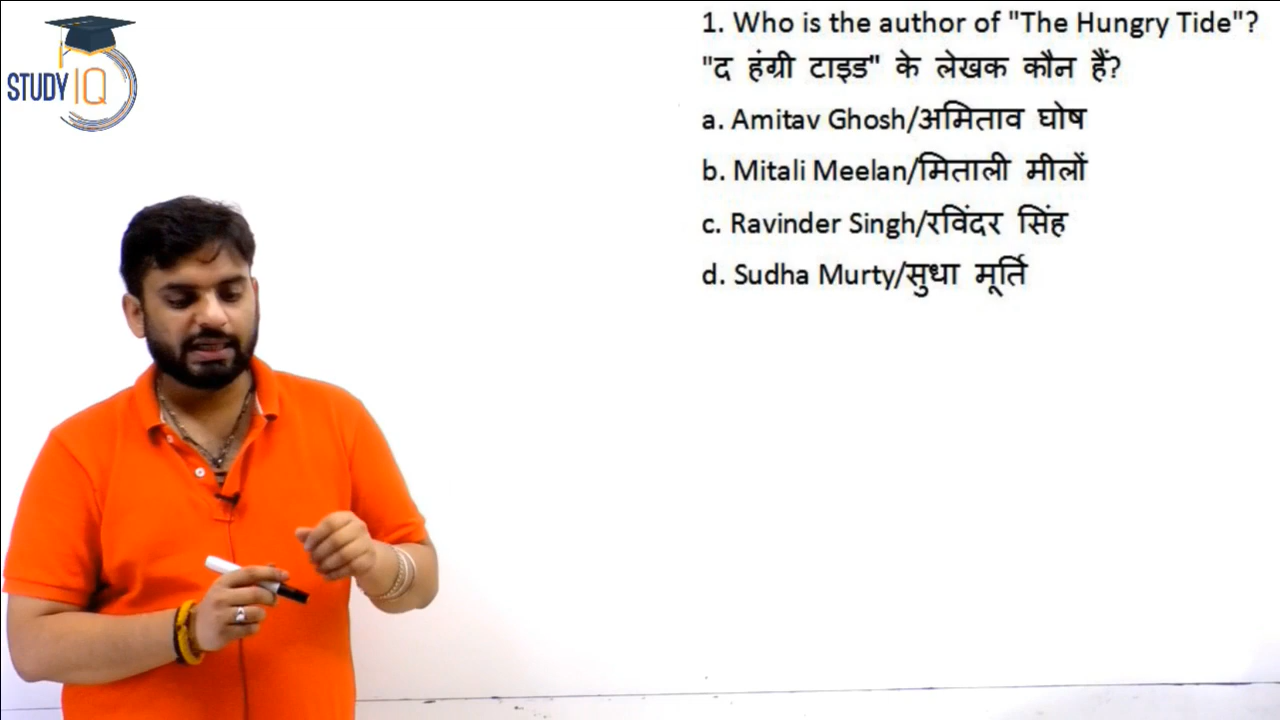 STUDY IQ
1. Who is the author of "The Hungry Tide"?
"द हंग्री टाइड" के लेखक कौन हैं?
a. Amitav Ghosh/अमिताव घोष
b. Mitali Meelan/मिताली मीलों
c. Ravinder Singh/रविंदर सिंह
d. Sudha Murty/सुधा मूर्ति